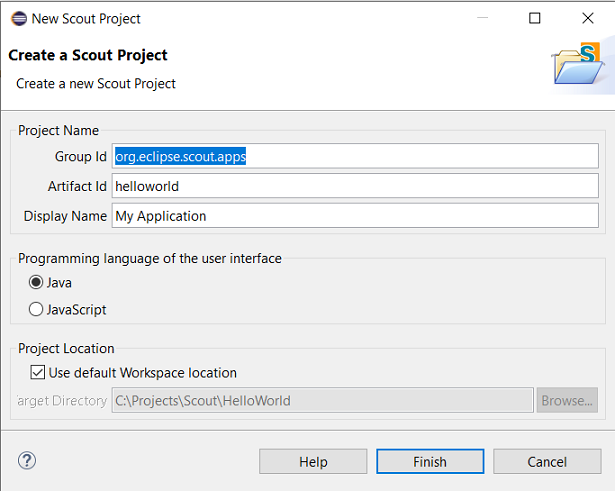 New Scout Project
Create a Scout Project
Create a new Scout Project
S
Project Name
Group Id org.eclipse.scout.apps
Artifact Id helloworld
Display Name My Application
Programming language of the user interface
Java
JavaScript
Project Location
Use default Workspace location
arget Directory C:\Projects\Scout\HelloWorld Browse...
? Help Finish Cancel